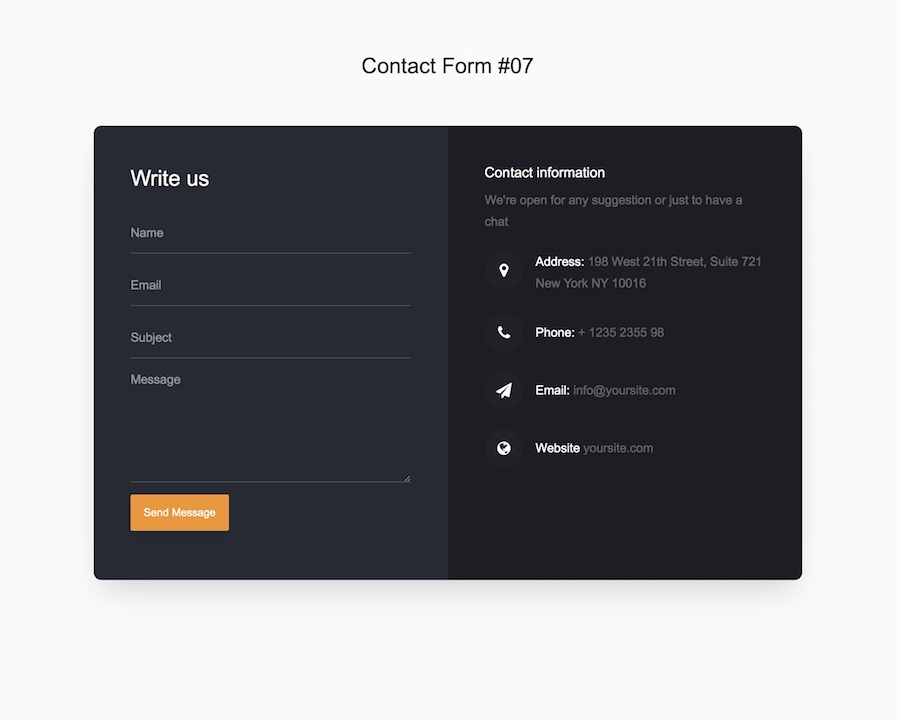 Contact Form #07
Write us
Name
Email
Subject
Message
Send Message
Contact information
We're open for any suggestion or just to have a
chat
Address: 198 West 21th Street, Suite 721
New York NY 10016
Phone: + 1235 2355 98
Email: info@yoursite.com
Website yoursite.com